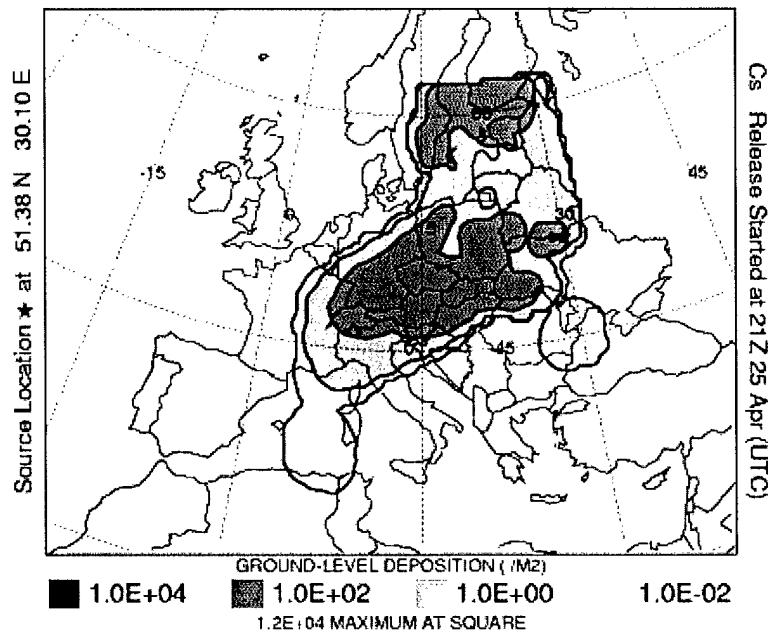 Source Location ★ at 51.38 N 30.10 E
-15
45
60
30
45
Cs Release Started at 21Z 25 Apr (UTC)
GROUND-LEVEL DEPOSITION ( /M2)
1.0E+04 1.0E+02 1.0E+00 1.0E-02
1.2E+04 MAXIMUM AT SQUARE